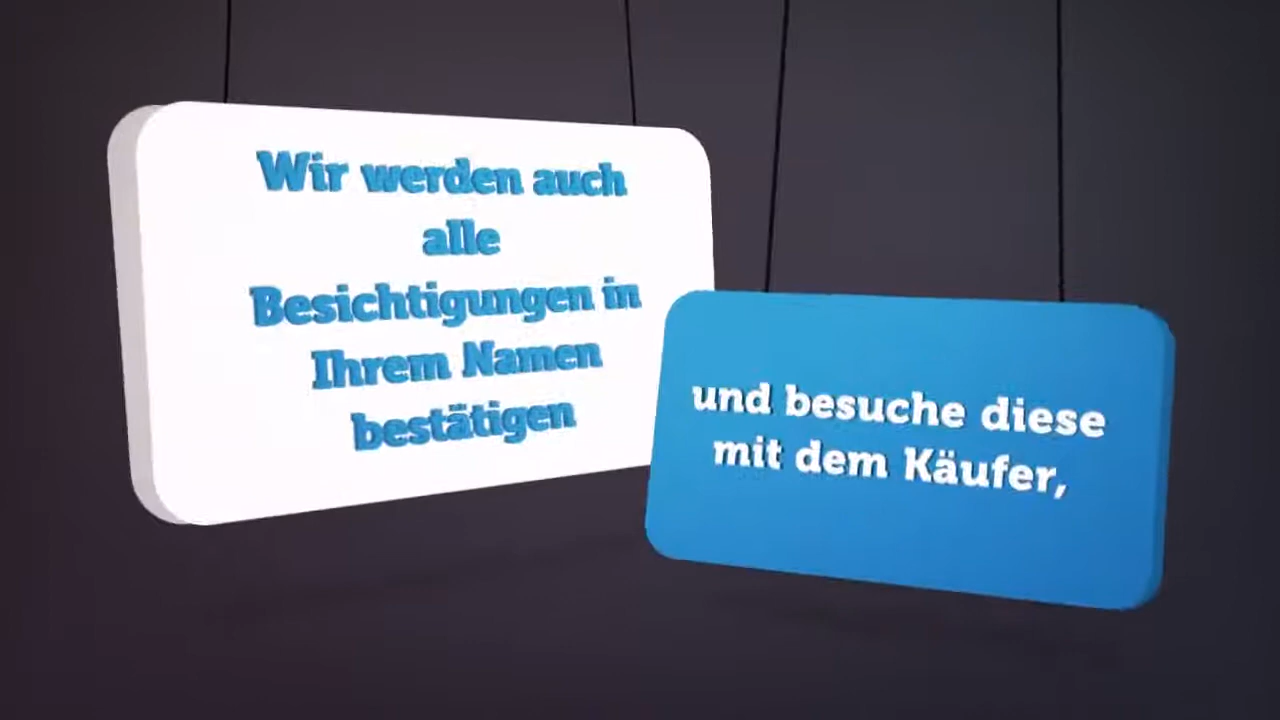 Wir werden auch
alle
Besichtigungen in
Ihrem Namen
bestätigen
und besuche diese
mit dem Käufer,